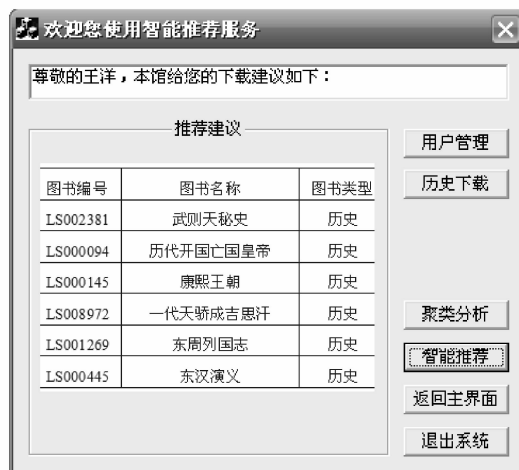 欢迎您使用智能推荐服务
尊敬的王洋，本馆给您的下载建议如下：
推荐建议
图书编号 图书名称 图书类型
LS002381 武则天秘史 历史
LS000094 历代开国亡国皇帝 历史
LS000145 康熙王朝 历史
LS008972 一代天骄成吉思汗 历史
LS001269 东周列国志 历史
LS000445 东汉演义 历史
用户管理
历史下载
聚类分析
智能推荐
返回主界面
退出系统